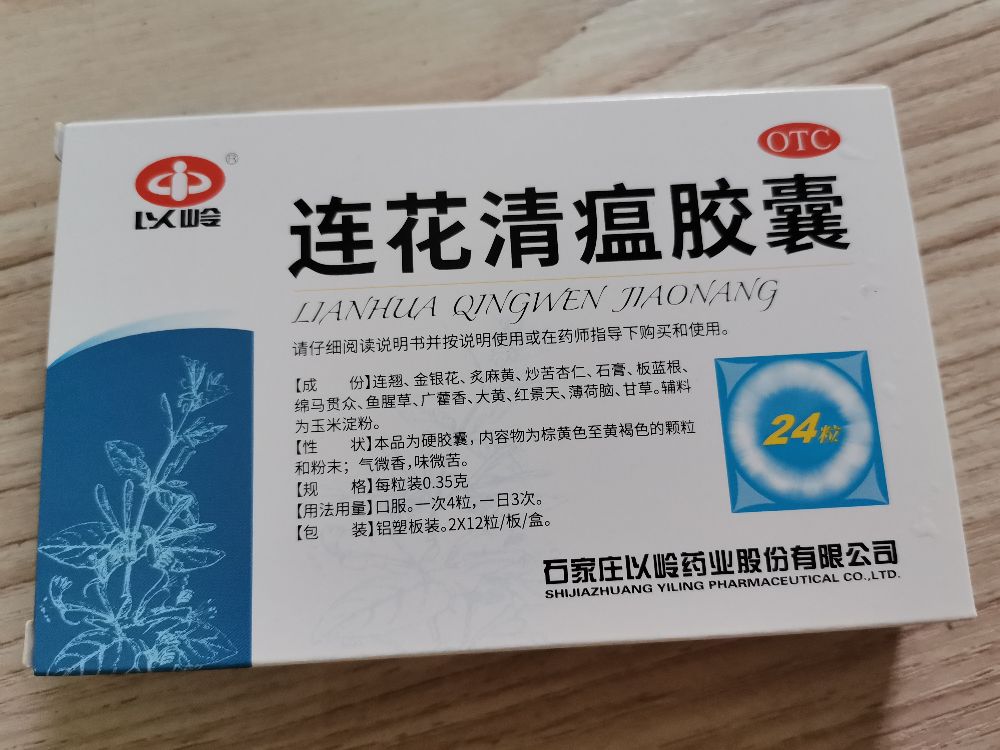 OTC
®
以岭
连花清瘟胶囊
LIANHUA QINGWEN JIAONANG
请仔细阅读说明书并按说明使用或在药师指导下购买和使用。
【成 份】连翘、金银花、炙麻黄、炒苦杏仁、石膏、板蓝根、
绵马贯众、鱼腥草、广藿香、大黄、红景天、薄荷脑、甘草。辅料
为玉米淀粉。
【性 状】本品为硬胶囊，内容物为棕黄色至黄褐色的颗粒
和粉末；气微香，味微苦。
【规 格】每粒装0.35克
【用法用量】口服。一次4粒，一日3次。
【包 装】铝塑板装。2X12粒/板/盒。
24粒
石家庄以岭药业股份有限公司
SHIJIAZHUANG YILING PHARMACEUTICAL CO.,LTD.